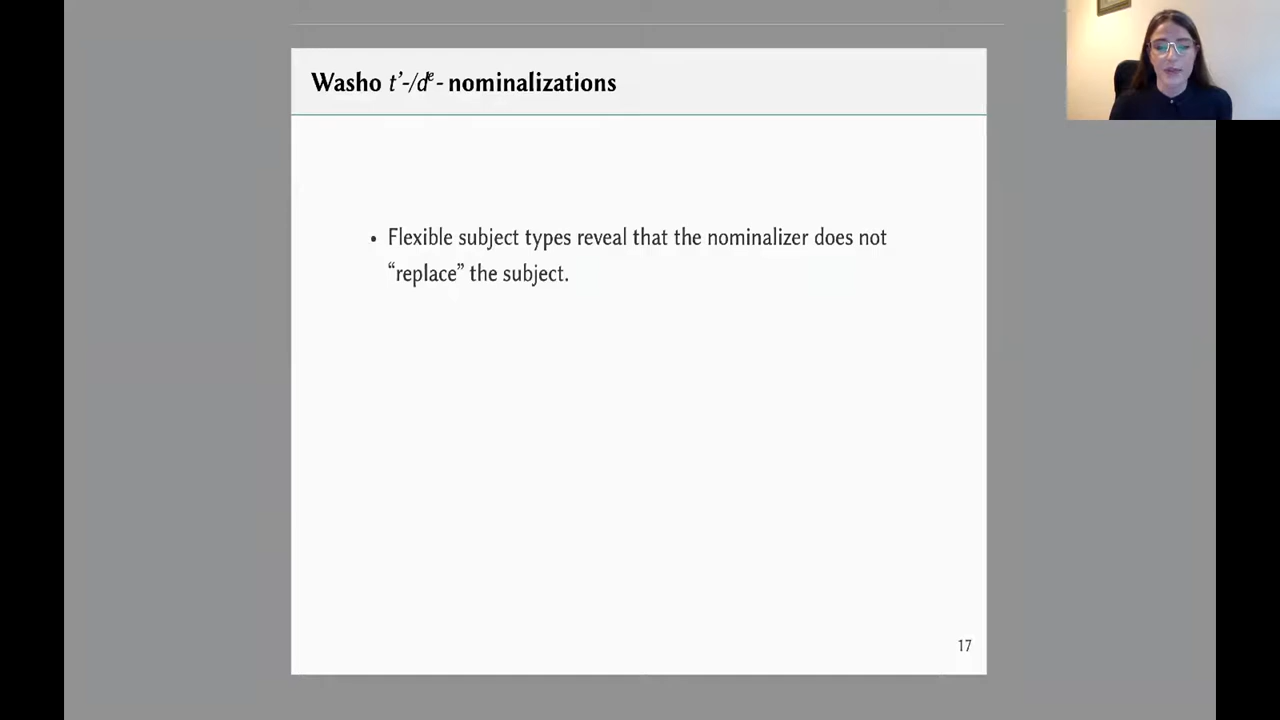 Washo t’-/dᵉ- nominalizations
• Flexible subject types reveal that the nominalizer does not
“replace” the subject.
17